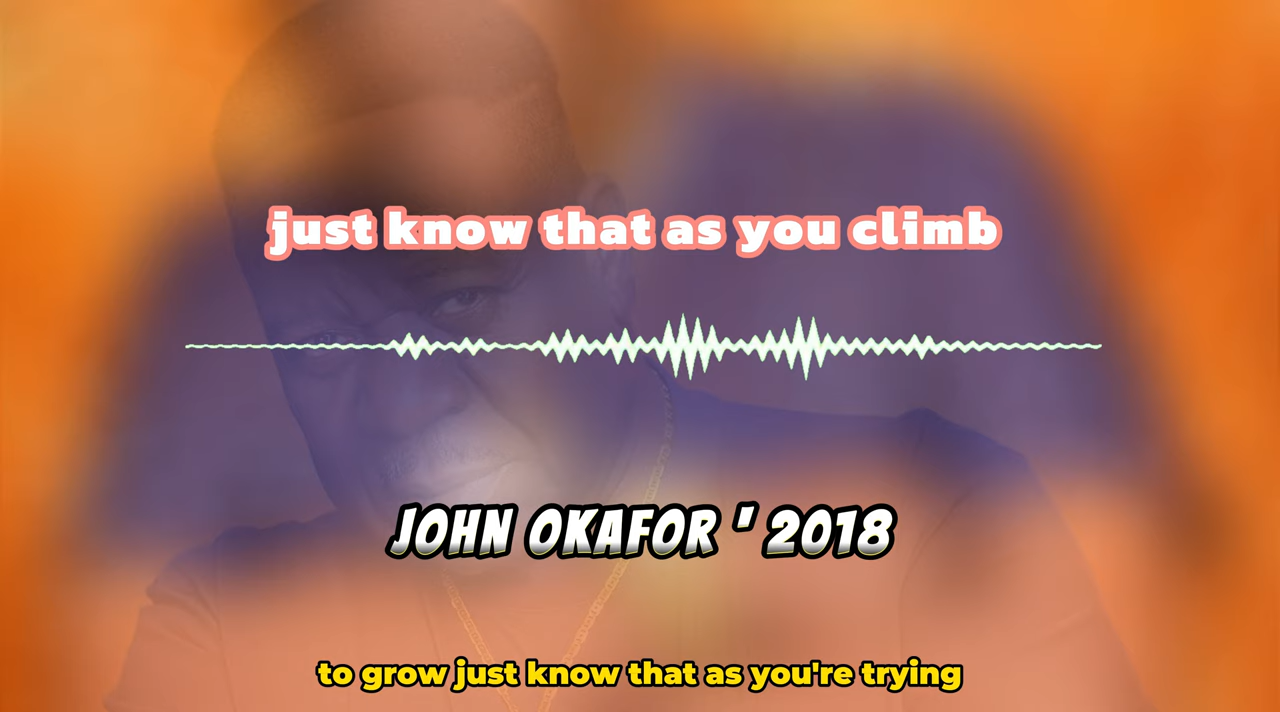 just know that as you climb
JOHN OKAFOR ' 2018
to grow just know that as you're trying